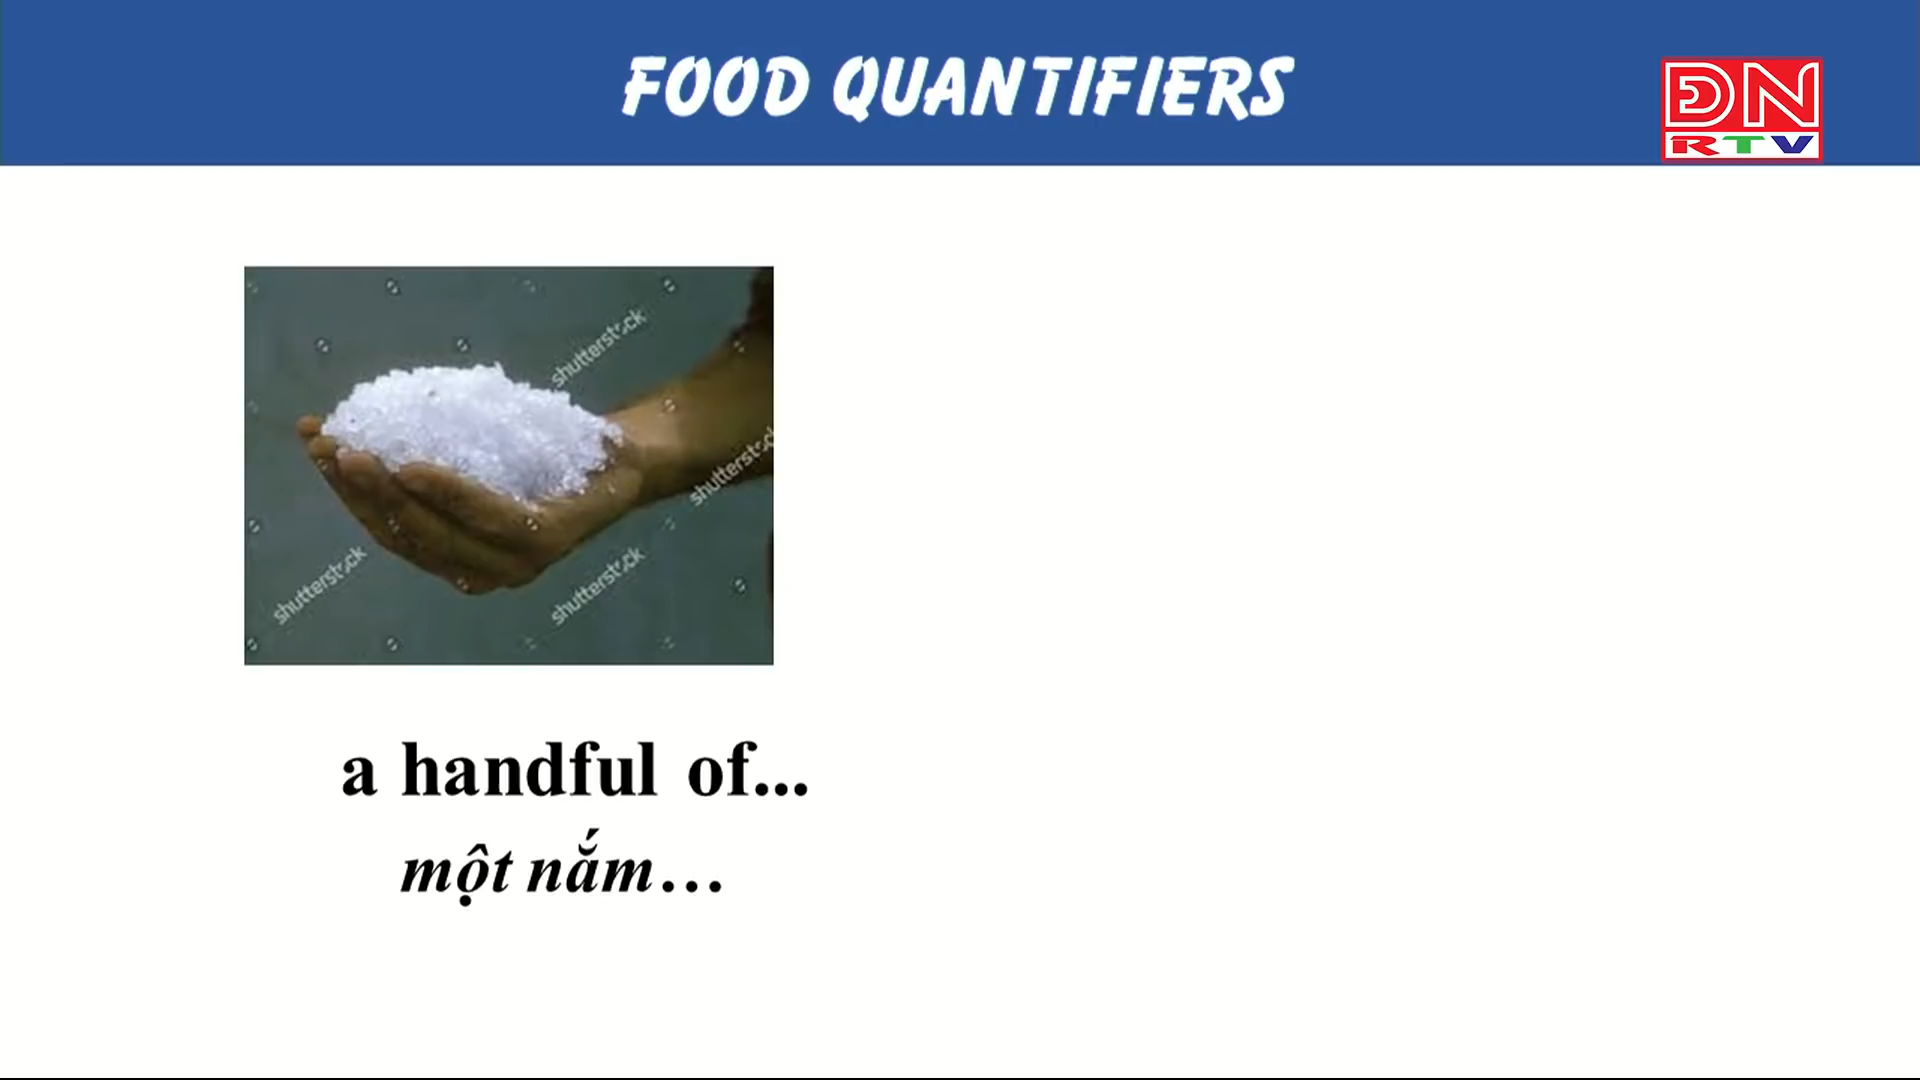 FOOD QUANTIFIERS
ĐN
RTV
shutterstock
shutterstock
shutterstock
shutterstock
a handful of...
một nắm…